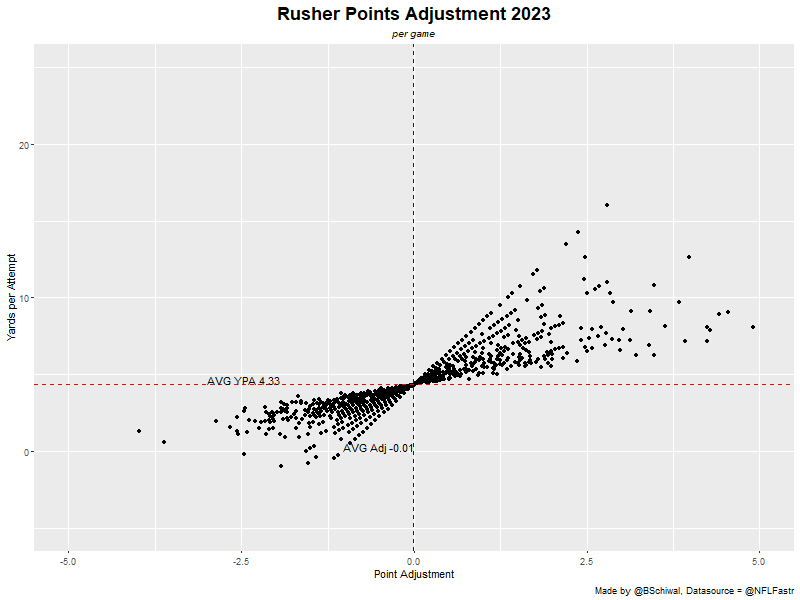 Rusher Points Adjustment 2023
per game
Yards per Attempt
20
10
0
AVG YPA 4.33
AVG Adj -0.01
-5.0
-2.5
0.0
2.5
5.0
Point Adjustment
Made by @BSchiwal, Datasource = @NFLFastr